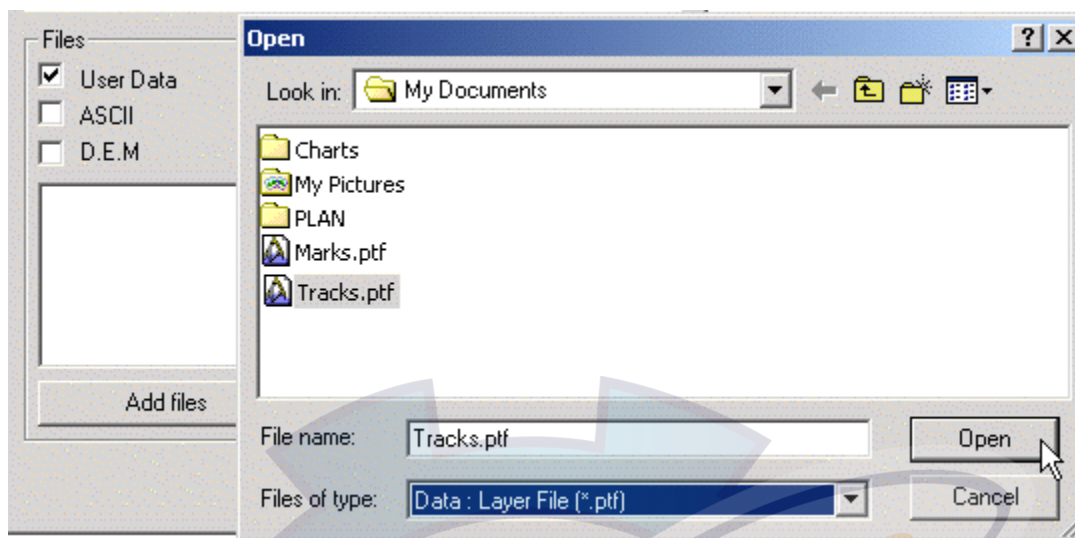 Files
User Data
ASCII
D.E.M
Add files
Open
Look in: My Documents
Charts
My Pictures
PLAN
Marks.ptf
Tracks.ptf
File name: Tracks.ptf
Open
Files of type: Data : Layer File (*.ptf)
Cancel